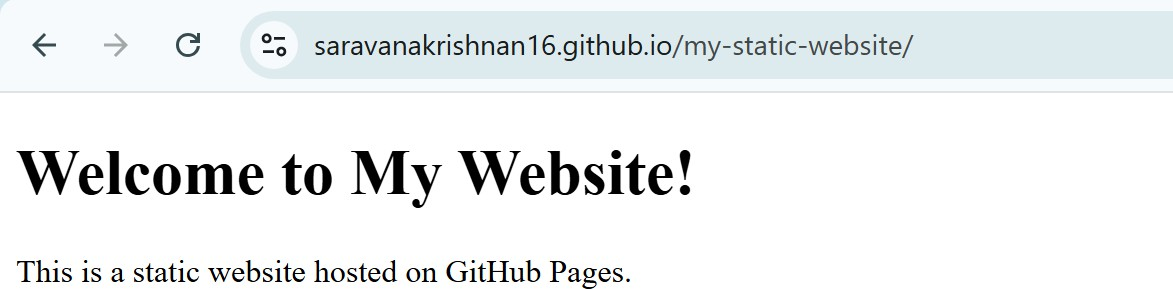 saravanakrishnan16.github.io/my-static-website/
Welcome to My Website!
This is a static website hosted on GitHub Pages.